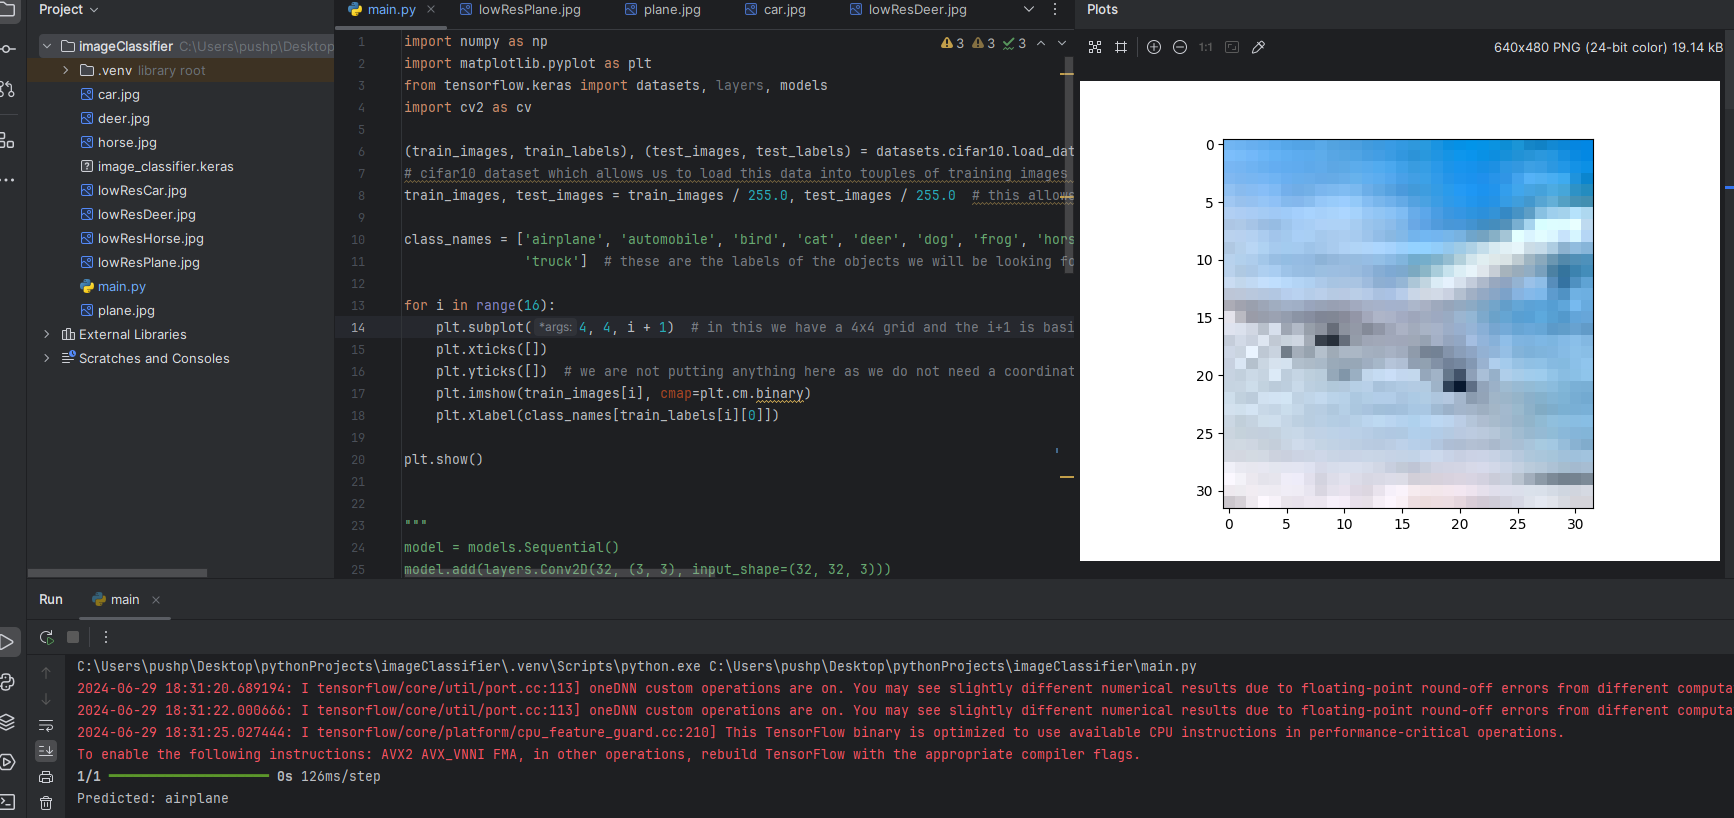 Project
main.py
lowResPlane.jpg
plane.jpg
car.jpg
lowResDeer.jpg
Plots
imageClassifier C:\Users\pushp\Desktop
.venv library root
car.jpg
deer.jpg
horse.jpg
image_classifier.keras
lowResCar.jpg
lowResDeer.jpg
lowResHorse.jpg
lowResPlane.jpg
main.py
plane.jpg
External Libraries
Scratches and Consoles
3 3 3
1 import numpy as np
2 import matplotlib.pyplot as plt
3 from tensorflow.keras import datasets, layers, models
4 import cv2 as cv
5
6 (train_images, train_labels), (test_images, test_labels) = datasets.cifar10.load_dat
7 # cifar10 dataset which allows us to load this data into touples of training images
8 train_images, test_images = train_images / 255.0, test_images / 255.0 # this allows
9
10 class_names = ['airplane', 'automobile', 'bird', 'cat', 'deer', 'dog', 'frog', 'hors
11 'truck'] # these are the labels of the objects we will be looking fo
12
13 for i in range(16):
14 plt.subplot( *args: 4, 4, i + 1) # in this we have a 4x4 grid and the i+1 is basi
15 plt.xticks([])
16 plt.yticks([]) # we are not putting anything here as we do not need a coordinat
17 plt.imshow(train_images[i], cmap=plt.cm.binary)
18 plt.xlabel(class_names[train_labels[i][0]])
19
20 plt.show()
21
22
23 """
24 model = models.Sequential()
25 model.add(layers.Conv2D(32, (3, 3), input_shape=(32, 32, 3)))
1:1
640x480 PNG (24-bit color) 19.14 kB
0
5
10
15
20
25
30
0 5 10 15 20 25 30
Run
main
C:\Users\pushp\Desktop\pythonProjects\imageClassifier\.venv\Scripts\python.exe C:\Users\pushp\Desktop\pythonProjects\imageClassifier\main.py
2024-06-29 18:31:20.689194: I tensorflow/core/util/port.cc:113] oneDNN custom operations are on. You may see slightly different numerical results due to floating-point round-off errors from different computa
2024-06-29 18:31:22.000666: I tensorflow/core/util/port.cc:113] oneDNN custom operations are on. You may see slightly different numerical results due to floating-point round-off errors from different computa
2024-06-29 18:31:25.027444: I tensorflow/core/platform/cpu_feature_guard.cc:210] This TensorFlow binary is optimized to use available CPU instructions in performance-critical operations.
To enable the following instructions: AVX2 AVX_VNNI FMA, in other operations, rebuild TensorFlow with the appropriate compiler flags.
1/1 0s 126ms/step
Predicted: airplane